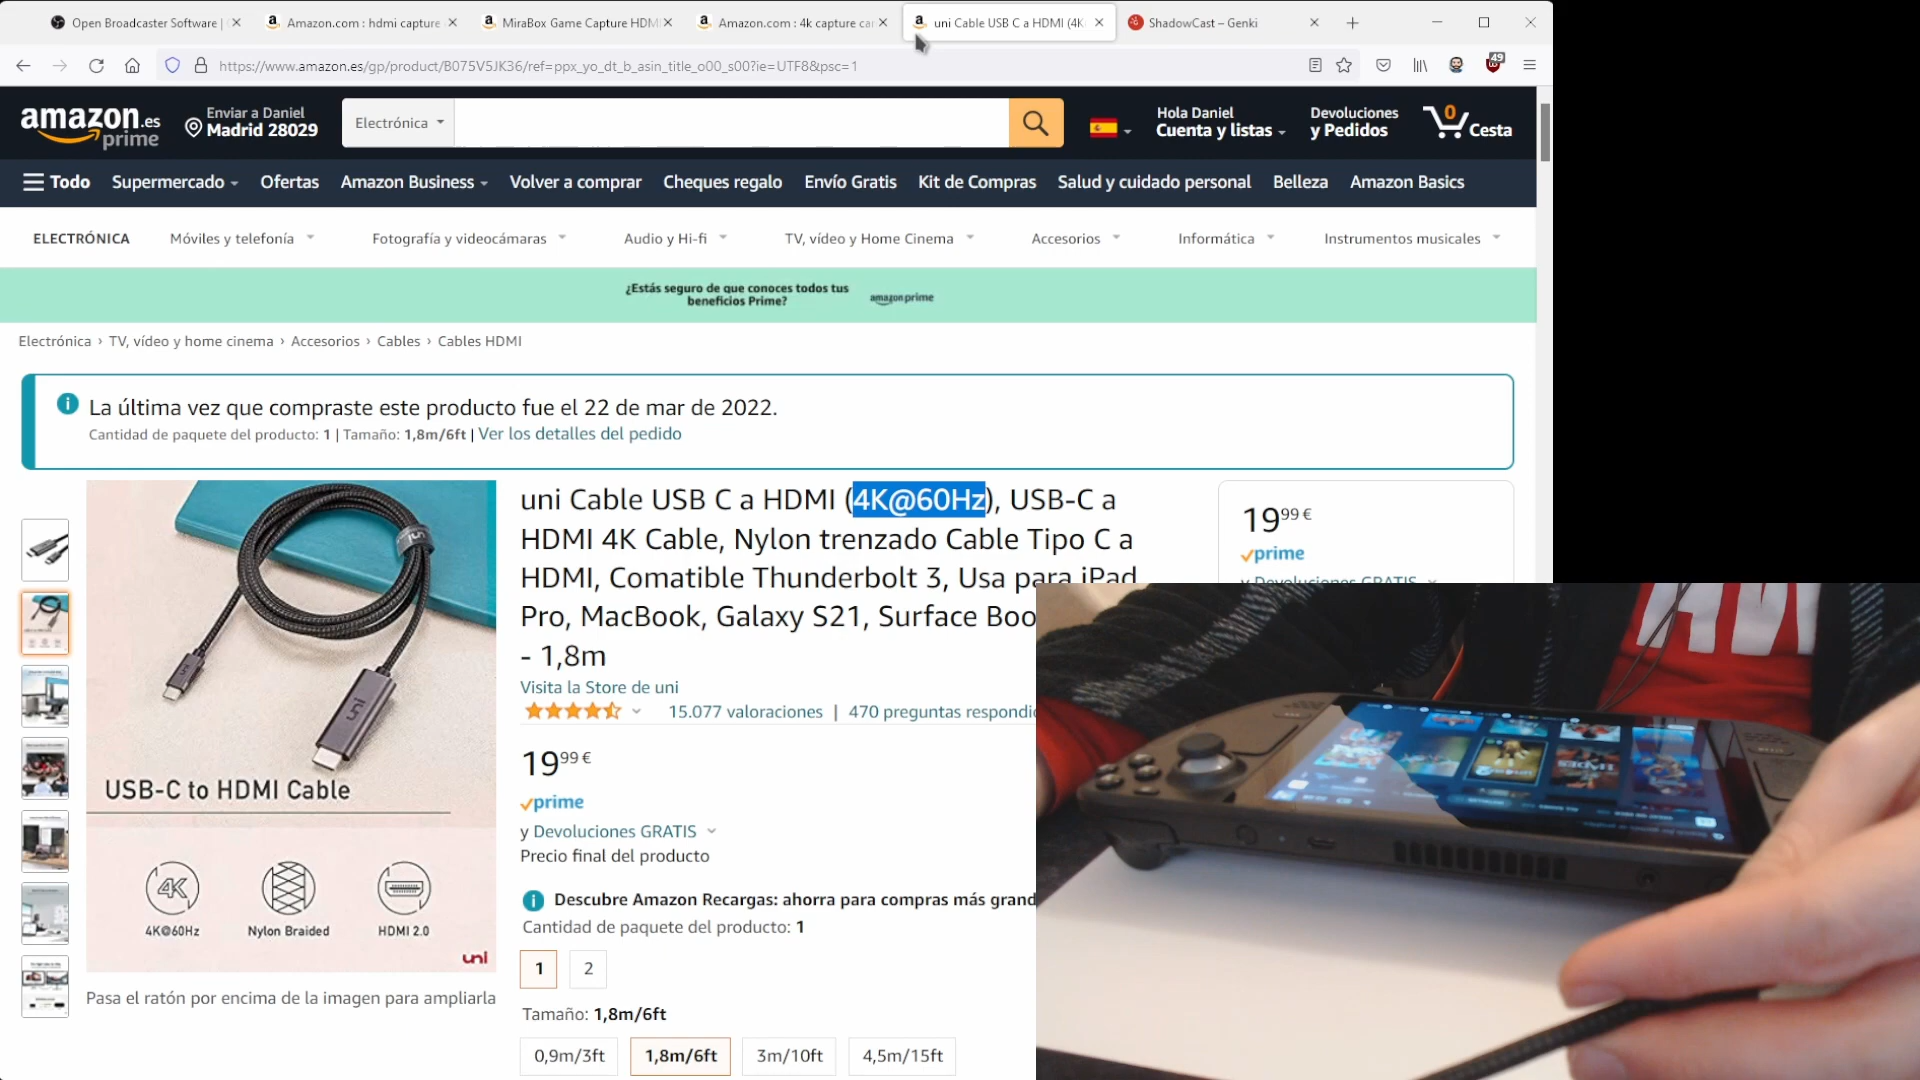 Open Broadcaster Software | 
Amazon.com : hdmi capture
MiraBox Game Capture HDMI
Amazon.com : 4k capture car
uni Cable USB C a HDMI (4K
ShadowCast – Genki
https://www.amazon.es/gp/product/B075V5JK36/ref=ppx_yo_dt_b_asin_title_o00_s00?ie=UTF8&psc=1
49
amazon.es
prime
Enviar a Daniel
Madrid 28029
Electrónica
Hola Daniel
Cuenta y listas
Devoluciones
y Pedidos
0
Cesta
Todo
Supermercado
Ofertas
Amazon Business
Volver a comprar
Cheques regalo
Envío Gratis
Kit de Compras
Salud y cuidado personal
Belleza
Amazon Basics
ELECTRÓNICA
Móviles y telefonía
Fotografía y videocámaras
Audio y Hi-fi
TV, vídeo y Home Cinema
Accesorios
Informática
Instrumentos musicales
¿Estás seguro de que conoces todos tus
beneficios Prime?
amazon prime
Electrónica › TV, vídeo y home cinema › Accesorios › Cables › Cables HDMI
La última vez que compraste este producto fue el 22 de mar de 2022.
Cantidad de paquete del producto: 1 | Tamaño: 1,8m/6ft | Ver los detalles del pedido
uni Cable USB C a HDMI (4K@60Hz), USB-C a
HDMI 4K Cable, Nylon trenzado Cable Tipo C a
HDMI, Comatible Thunderbolt 3, Usa para iPad
Pro, MacBook, Galaxy S21, Surface Boo
- 1,8m
Visita la Store de uni
15.077 valoraciones | 470 preguntas respondi
19 99 €
prime
y Devoluciones GRATIS
Precio final del producto
Descubre Amazon Recargas: ahorra para compras más grand
Cantidad de paquete del producto: 1
1
2
Tamaño: 1,8m/6ft
0,9m/3ft
1,8m/6ft
3m/10ft
4,5m/15ft
19 99 €
prime
y Devoluciones GRATIS
uni
uni
uni
USB-C to HDMI Cable
4K
4K@60Hz
Nylon Braided
HDMI 2.0
uni
Pasa el ratón por encima de la imagen para ampliarla
HADES